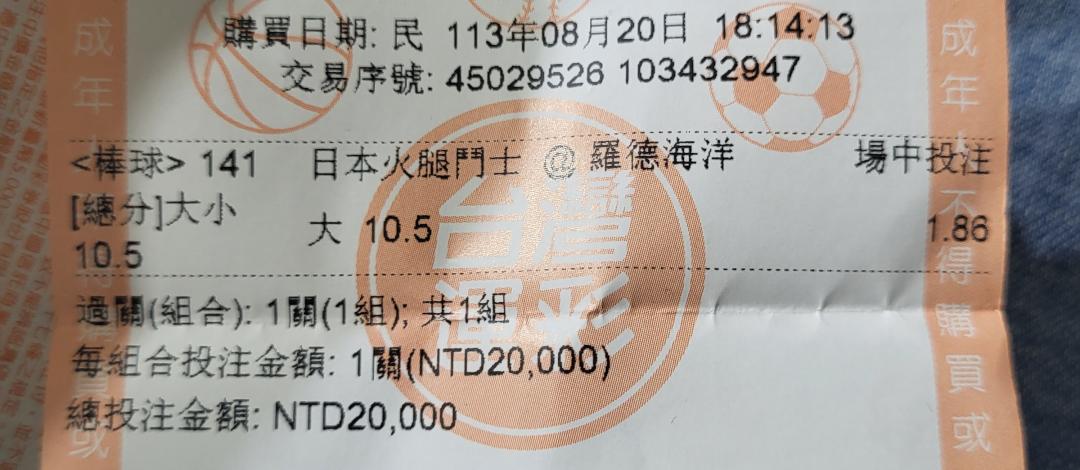 購買日期: 民 113年08月20日 18:14:13
交易序號: 45029526 103432947
<棒球> 141 日本火腿鬥士 @ 羅德海洋 場中投注
[總分]大小
10.5
大 10.5 1.86
過關(組合): 1關(1組); 共1組
每組合投注金額: 1關(NTD20,000)
總投注金額: NTD20,000
台灣
運彩
成年
成年人不得購買或